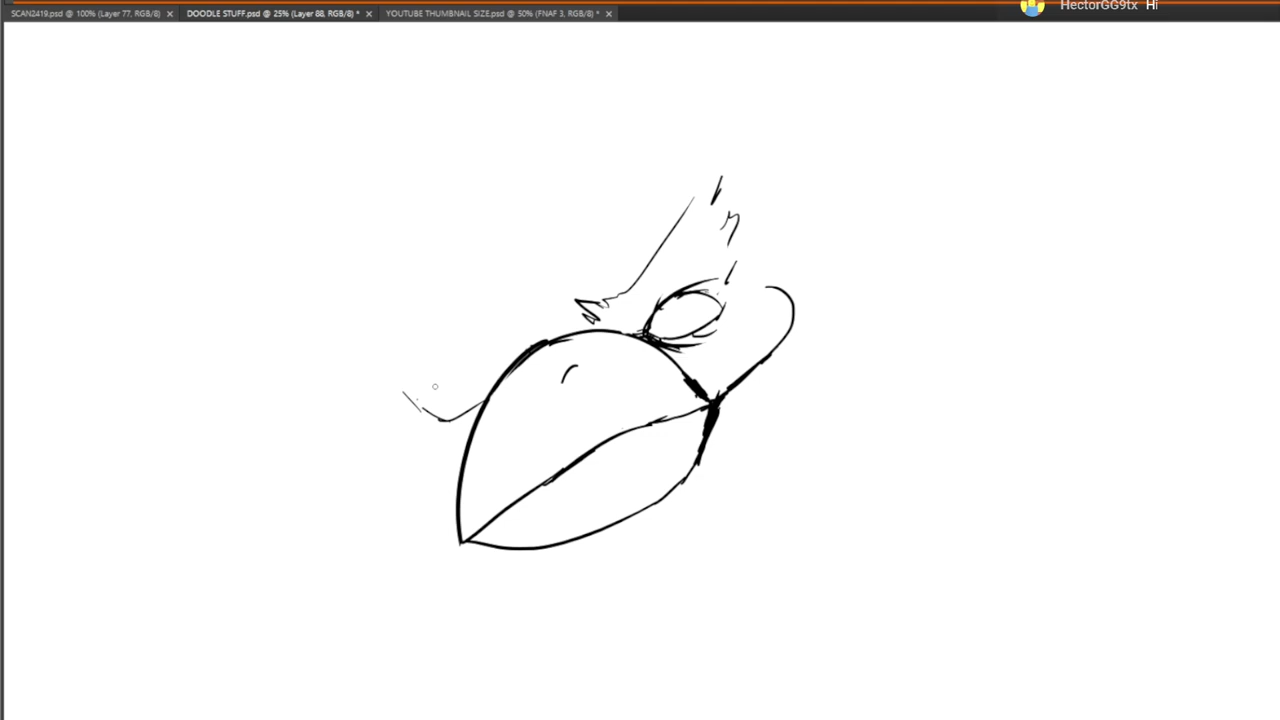 HectorGG9tx Hi
SCAN2419.psd @ 100% (Layer 77, RGB/8) × DOODLE STUFF.psd @ 25% (Layer 88, RGB/8) * × YOUTUBE THUMBNAIL SIZE.psd @ 50% (FNAF 3, RGB/8) * ×